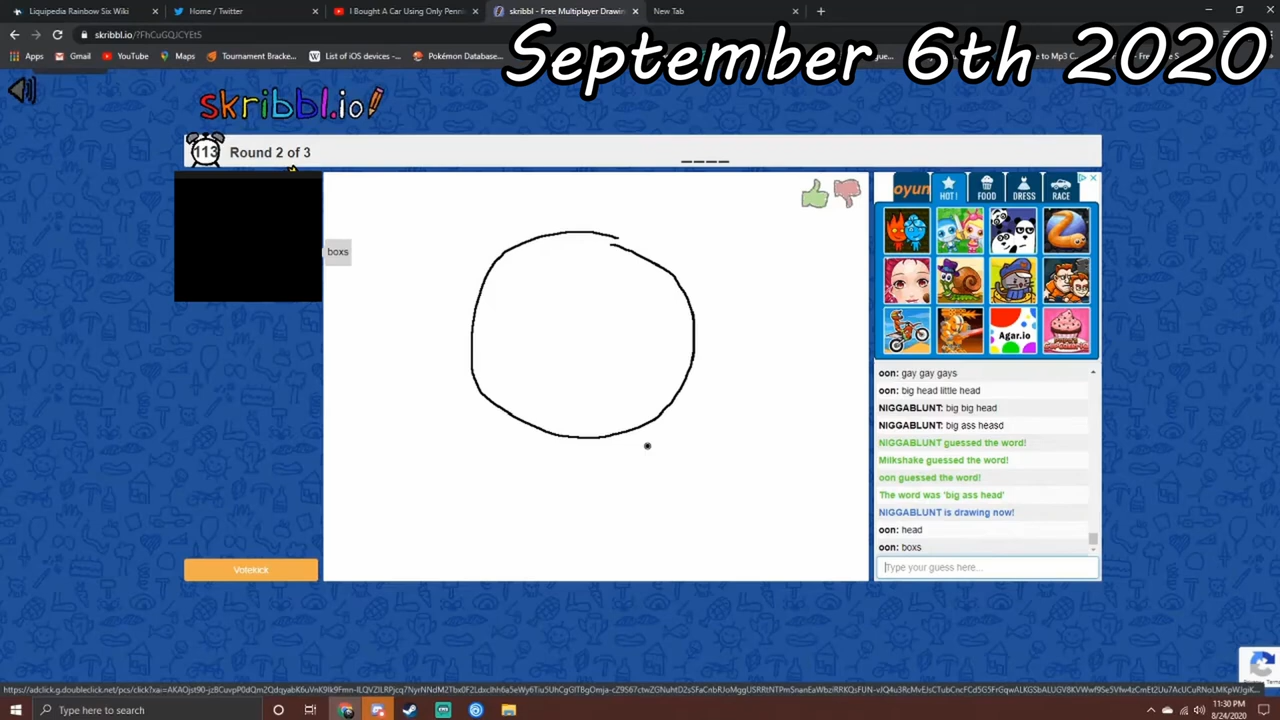 Liquipedia Rainbow Six Wiki
Home / Twitter
I Bought A Car Using Only Penni
skribbl - Free Multiplayer Drawin
New Tab
skribbl.io/?FhCuGQJCYEt5
Apps
Gmail
YouTube
Maps
Tournament Bracke...
List of iOS devices -...
Pokémon Database...
e to Mp3 C
September 6th 2020
skribbl.io
113
Round 2 of 3
boxs
oyun
HOT!
FOOD
DRESS
RACE
Agar.io
oon: gay gay gays
oon: big head little head
NIGGABLUNT: big big head
NIGGABLUNT: big ass heasd
NIGGABLUNT guessed the word!
Milkshake guessed the word!
oon guessed the word!
The word was 'big ass head'
NIGGABLUNT is drawing now!
oon: head
oon: boxs
Type your guess here...
Votekick
Type here to search
11:30 PM
8/24/2020